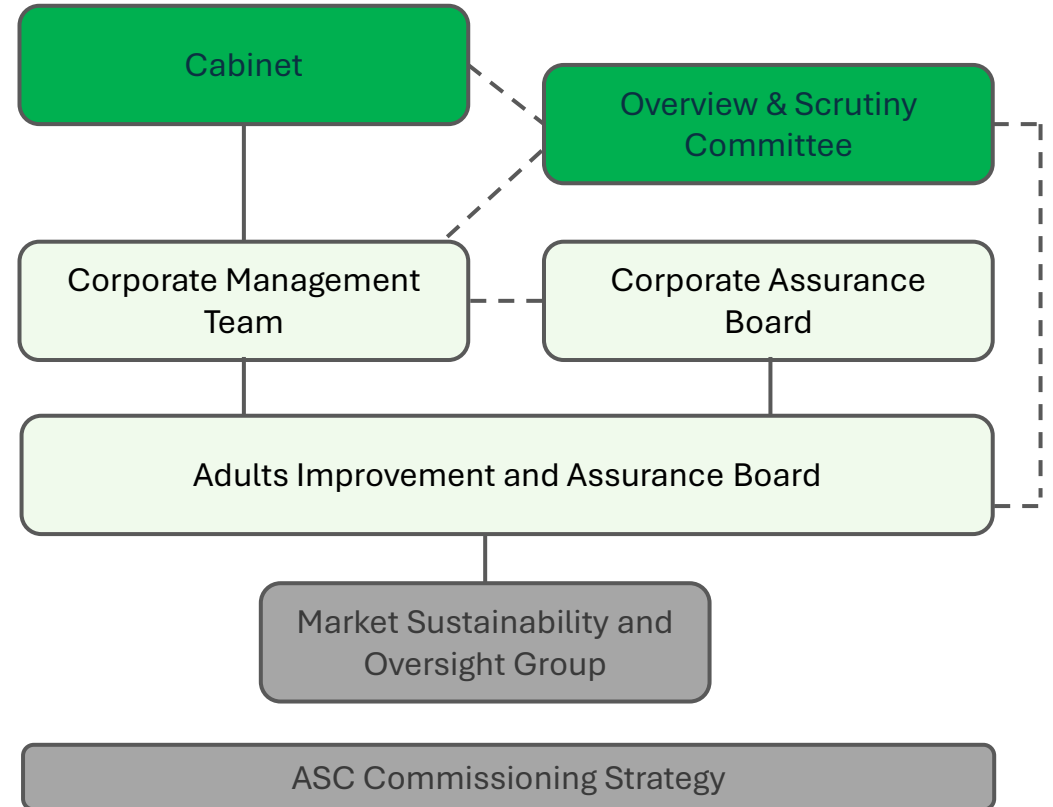 Cabinet
Overview & Scrutiny
Committee
Corporate Management
Team
Corporate Assurance
Board
Adults Improvement and Assurance Board
Market Sustainability and
Oversight Group
ASC Commissioning Strategy